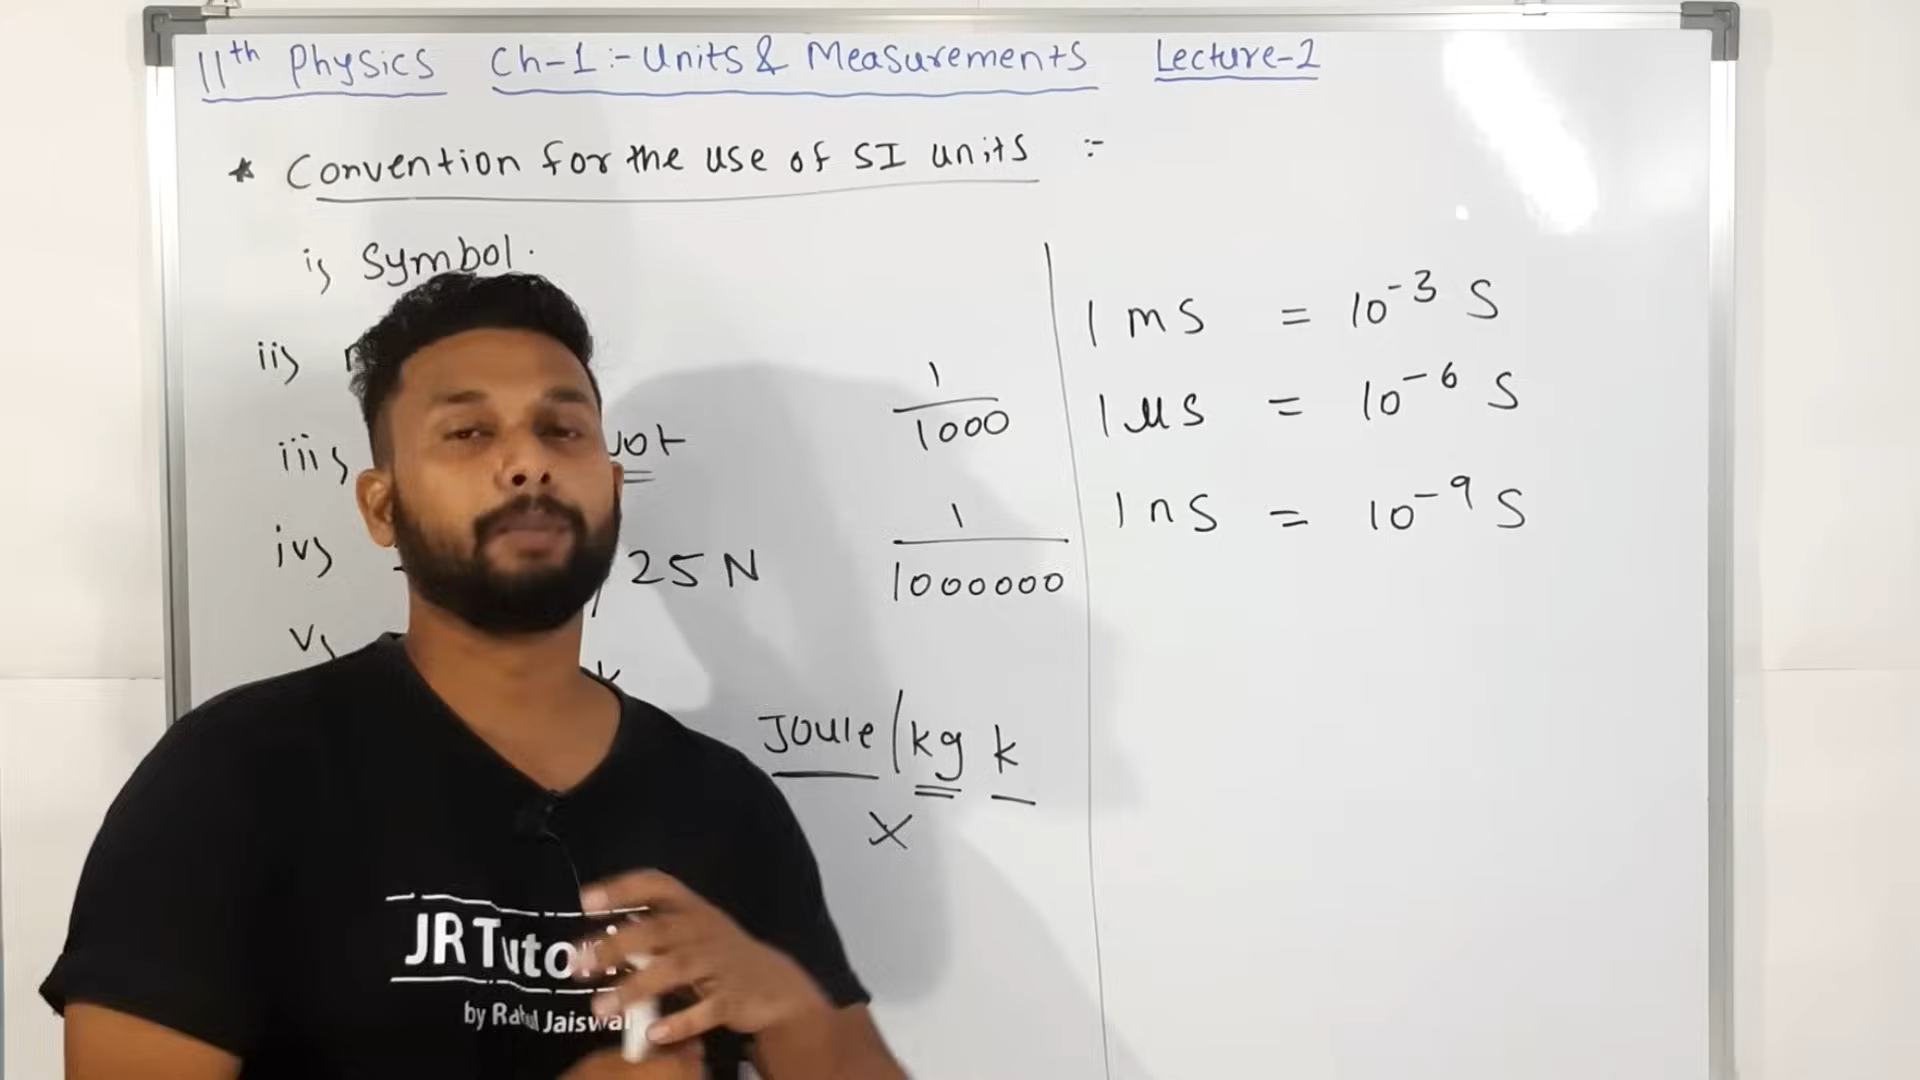 11th Physics Ch-1:- Units & Measurements Lecture-2
* Convention for the use of SI units :-
i) Symbol.
ii)
iii)
iv) 25 N
v)
1/1000
1/1000000
Joule/kg k
X
1 ms = 10⁻³ S
1 μs = 10⁻⁶ S
1 ns = 10⁻⁹ S
JR Tutori
by Rahul Jaiswal